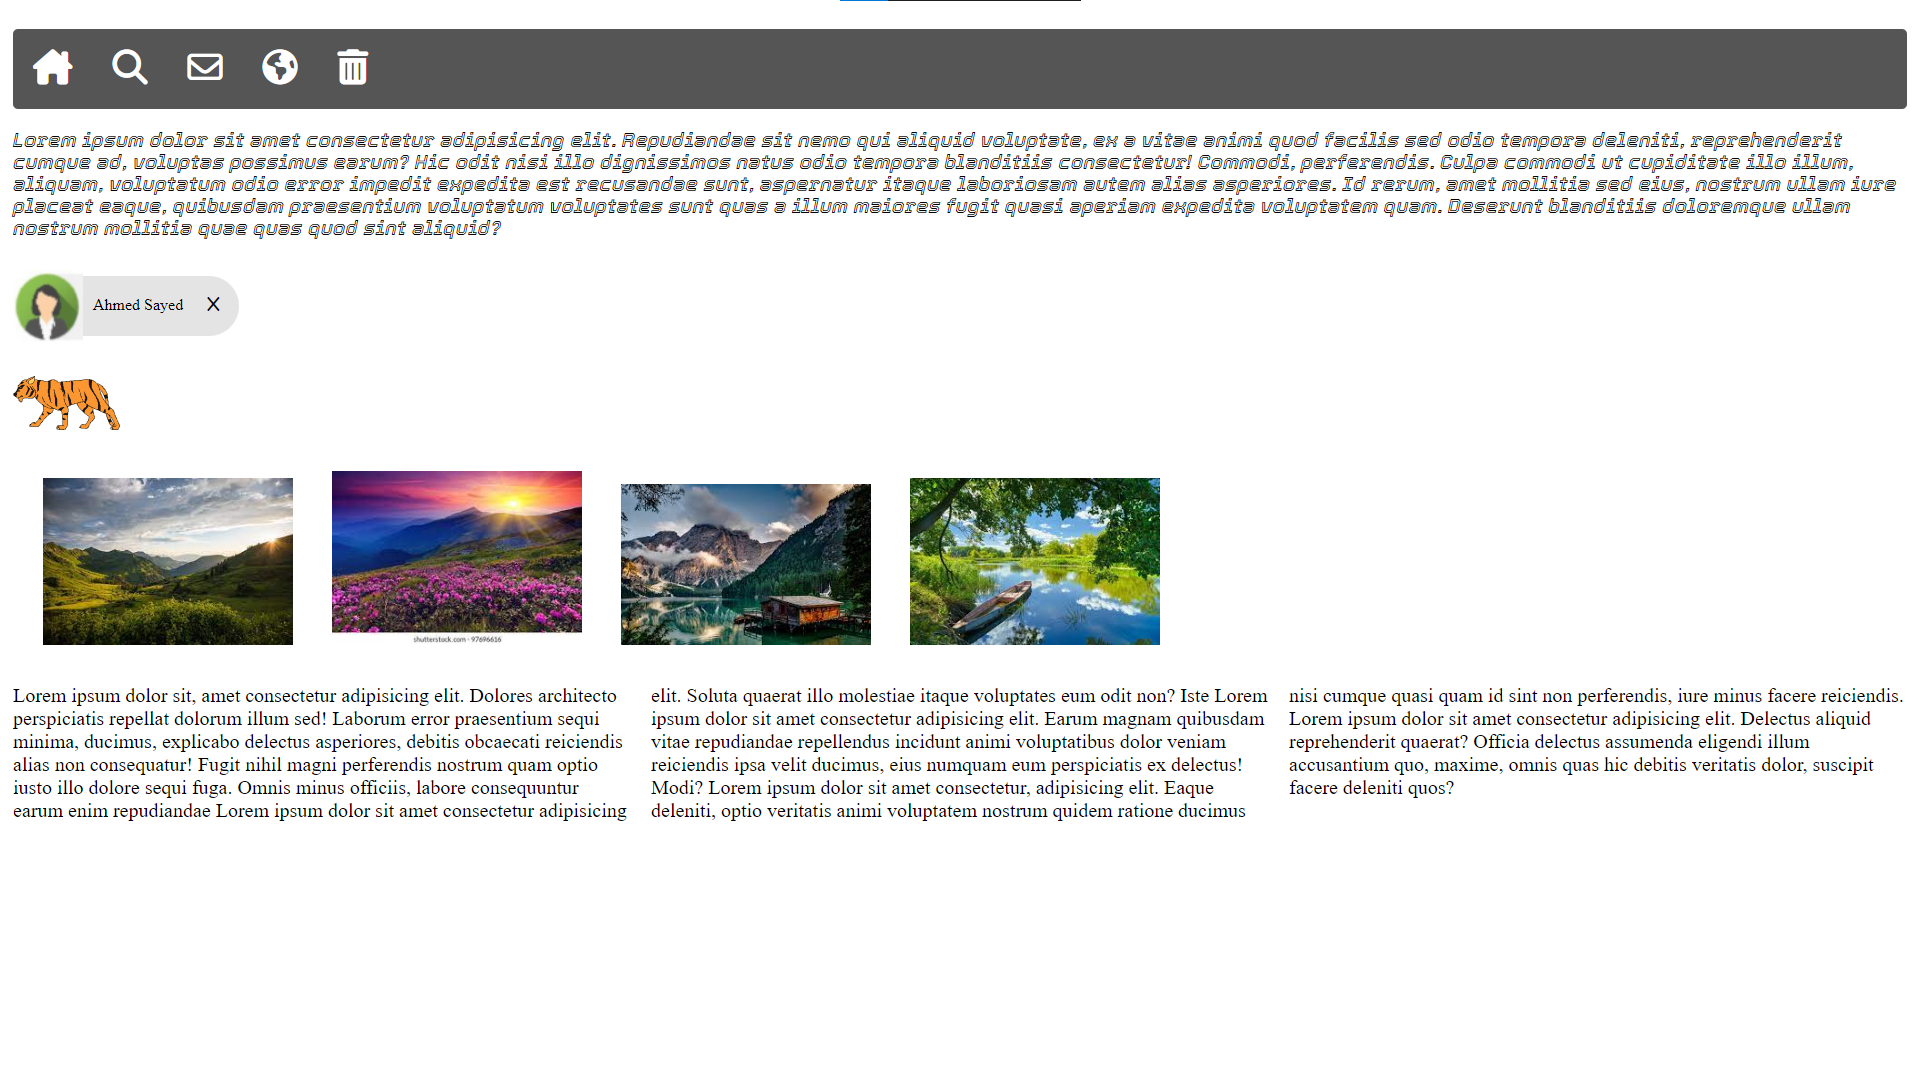 Lorem ipsum dolor sit amet consectetur adipisicing elit. Repudiandae sit nemo qui aliquid voluptate, ex a vitae animi quod facilis sed odio tempora deleniti, reprehenderit
cumque ad, voluptas possimus earum? Hic odit nisi illo dignissimos natus odio tempora blanditiis consectetur! Commodi, perferendis. Culpa commodi ut cupiditate illo illum,
aliquam, voluptatum odio error impedit expedita est recusandae sunt, aspernatur itaque laboriosam autem alias asperiores. Id rerum, amet mollitia sed eius, nostrum ullam iure
placeat eaque, quibusdam praesentium voluptatum voluptates sunt quas a illum maiores fugit quasi aperiam expedita voluptatem quam. Deserunt blanditiis doloremque ullam
nostrum mollitia quae quas quod sint aliquid?
Ahmed Sayed X
shutterstock.com · 97696616
Lorem ipsum dolor sit, amet consectetur adipisicing elit. Dolores architecto
perspiciatis repellat dolorum illum sed! Laborum error praesentium sequi
minima, ducimus, explicabo delectus asperiores, debitis obcaecati reiciendis
alias non consequatur! Fugit nihil magni perferendis nostrum quam optio
iusto illo dolore sequi fuga. Omnis minus officiis, labore consequuntur
earum enim repudiandae Lorem ipsum dolor sit amet consectetur adipisicing
elit. Soluta quaerat illo molestiae itaque voluptates eum odit non? Iste Lorem
ipsum dolor sit amet consectetur adipisicing elit. Earum magnam quibusdam
vitae repudiandae repellendus incidunt animi voluptatibus dolor veniam
reiciendis ipsa velit ducimus, eius numquam eum perspiciatis ex delectus!
Modi? Lorem ipsum dolor sit amet consectetur, adipisicing elit. Eaque
deleniti, optio veritatis animi voluptatem nostrum quidem ratione ducimus
nisi cumque quasi quam id sint non perferendis, iure minus facere reiciendis.
Lorem ipsum dolor sit amet consectetur adipisicing elit. Delectus aliquid
reprehenderit quaerat? Officia delectus assumenda eligendi illum
accusantium quo, maxime, omnis quas hic debitis veritatis dolor, suscipit
facere deleniti quos?